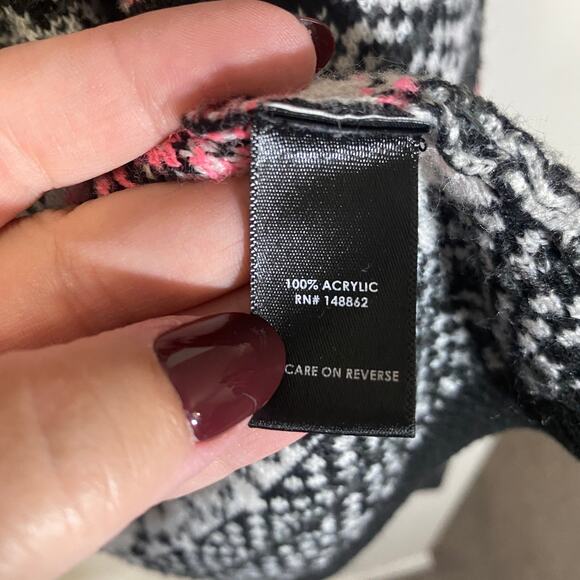 100% ACRYLIC
RN# 148862
CARE ON REVERSE